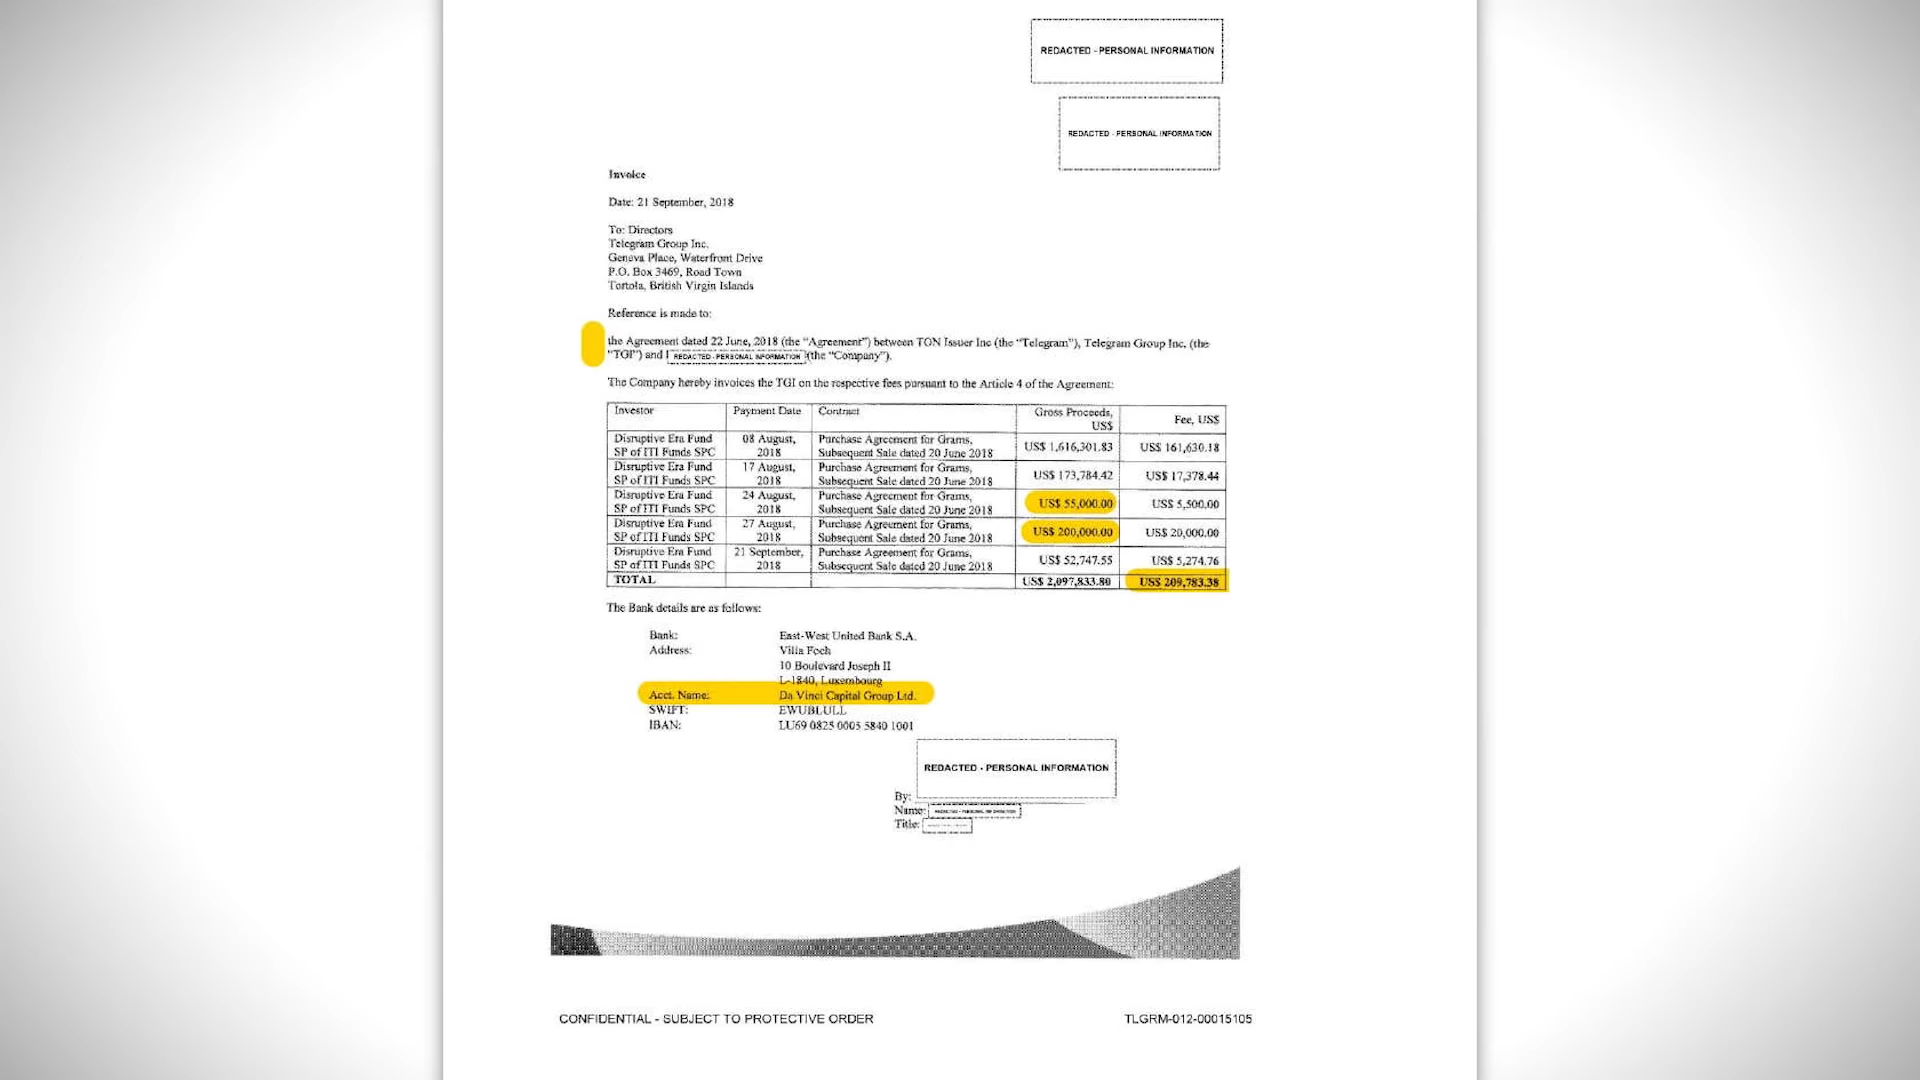 REDACTED - PERSONAL INFORMATION
REDACTED - PERSONAL INFORMATION
Invoice
Date: 21 September, 2018
To: Directors
Telegram Group Inc.
Geneva Place, Waterfront Drive
P.O. Box 3469, Road Town
Tortola, British Virgin Islands
Reference is made to:
the Agreement dated 22 June, 2018 (the “Agreement”) between TON Issuer Inc (the “Telegram”), Telegram Group Inc. (the
“TGI”) and REDACTED - PERSONAL INFORMATION (the “Company”).
The Company hereby invoices the TGI on the respective fees pursuant to the Article 4 of the Agreement:
Investor Payment Date Contract Gross Proceeds, US$ Fee, US$
Disruptive Era Fund 08 August, Purchase Agreement for Grams, US$ 1,616,301.83 US$ 161,630.18
SP of ITI Funds SPC 2018 Subsequent Sale dated 20 June 2018
Disruptive Era Fund 17 August, Purchase Agreement for Grams, US$ 173,784.42 US$ 17,378.44
SP of ITI Funds SPC 2018 Subsequent Sale dated 20 June 2018
Disruptive Era Fund 24 August, Purchase Agreement for Grams, US$ 55,000.00 US$ 5,500.00
SP of ITI Funds SPC 2018 Subsequent Sale dated 20 June 2018
Disruptive Era Fund 27 August, Purchase Agreement for Grams, US$ 200,000.00 US$ 20,000.00
SP of ITI Funds SPC 2018 Subsequent Sale dated 20 June 2018
Disruptive Era Fund 21 September, Purchase Agreement for Grams, US$ 52,747.55 US$ 5,274.76
SP of ITI Funds SPC 2018 Subsequent Sale dated 20 June 2018
TOTAL US$ 2,097,833.80 US$ 209,783.38
The Bank details are as follows:
Bank: East-West United Bank S.A.
Address: Villa Foch
10 Boulevard Joseph II
L-1840, Luxembourg
Acct. Name: Da Vinci Capital Group Ltd.
SWIFT: EWUBLULL
IBAN: LU69 0825 0005 5840 1001
REDACTED - PERSONAL INFORMATION
By:
Name: REDACTED - PERSONAL INFORMATION
Title:
CONFIDENTIAL - SUBJECT TO PROTECTIVE ORDER
TLGRM-012-00015105